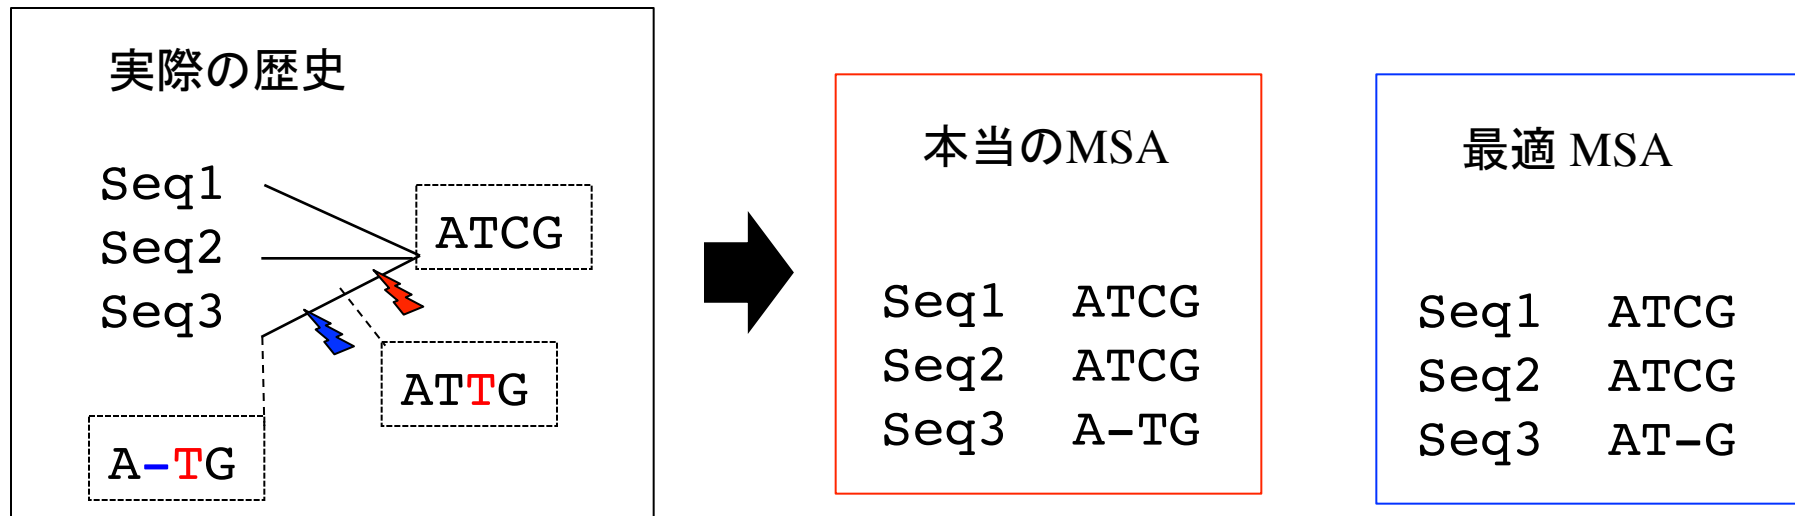 実際の歴史
Seq1
Seq2
Seq3
ATCG
ATTG
A-TG
本当のMSA
Seq1 ATCG
Seq2 ATCG
Seq3 A-TG
最適 MSA
Seq1 ATCG
Seq2 ATCG
Seq3 AT-G